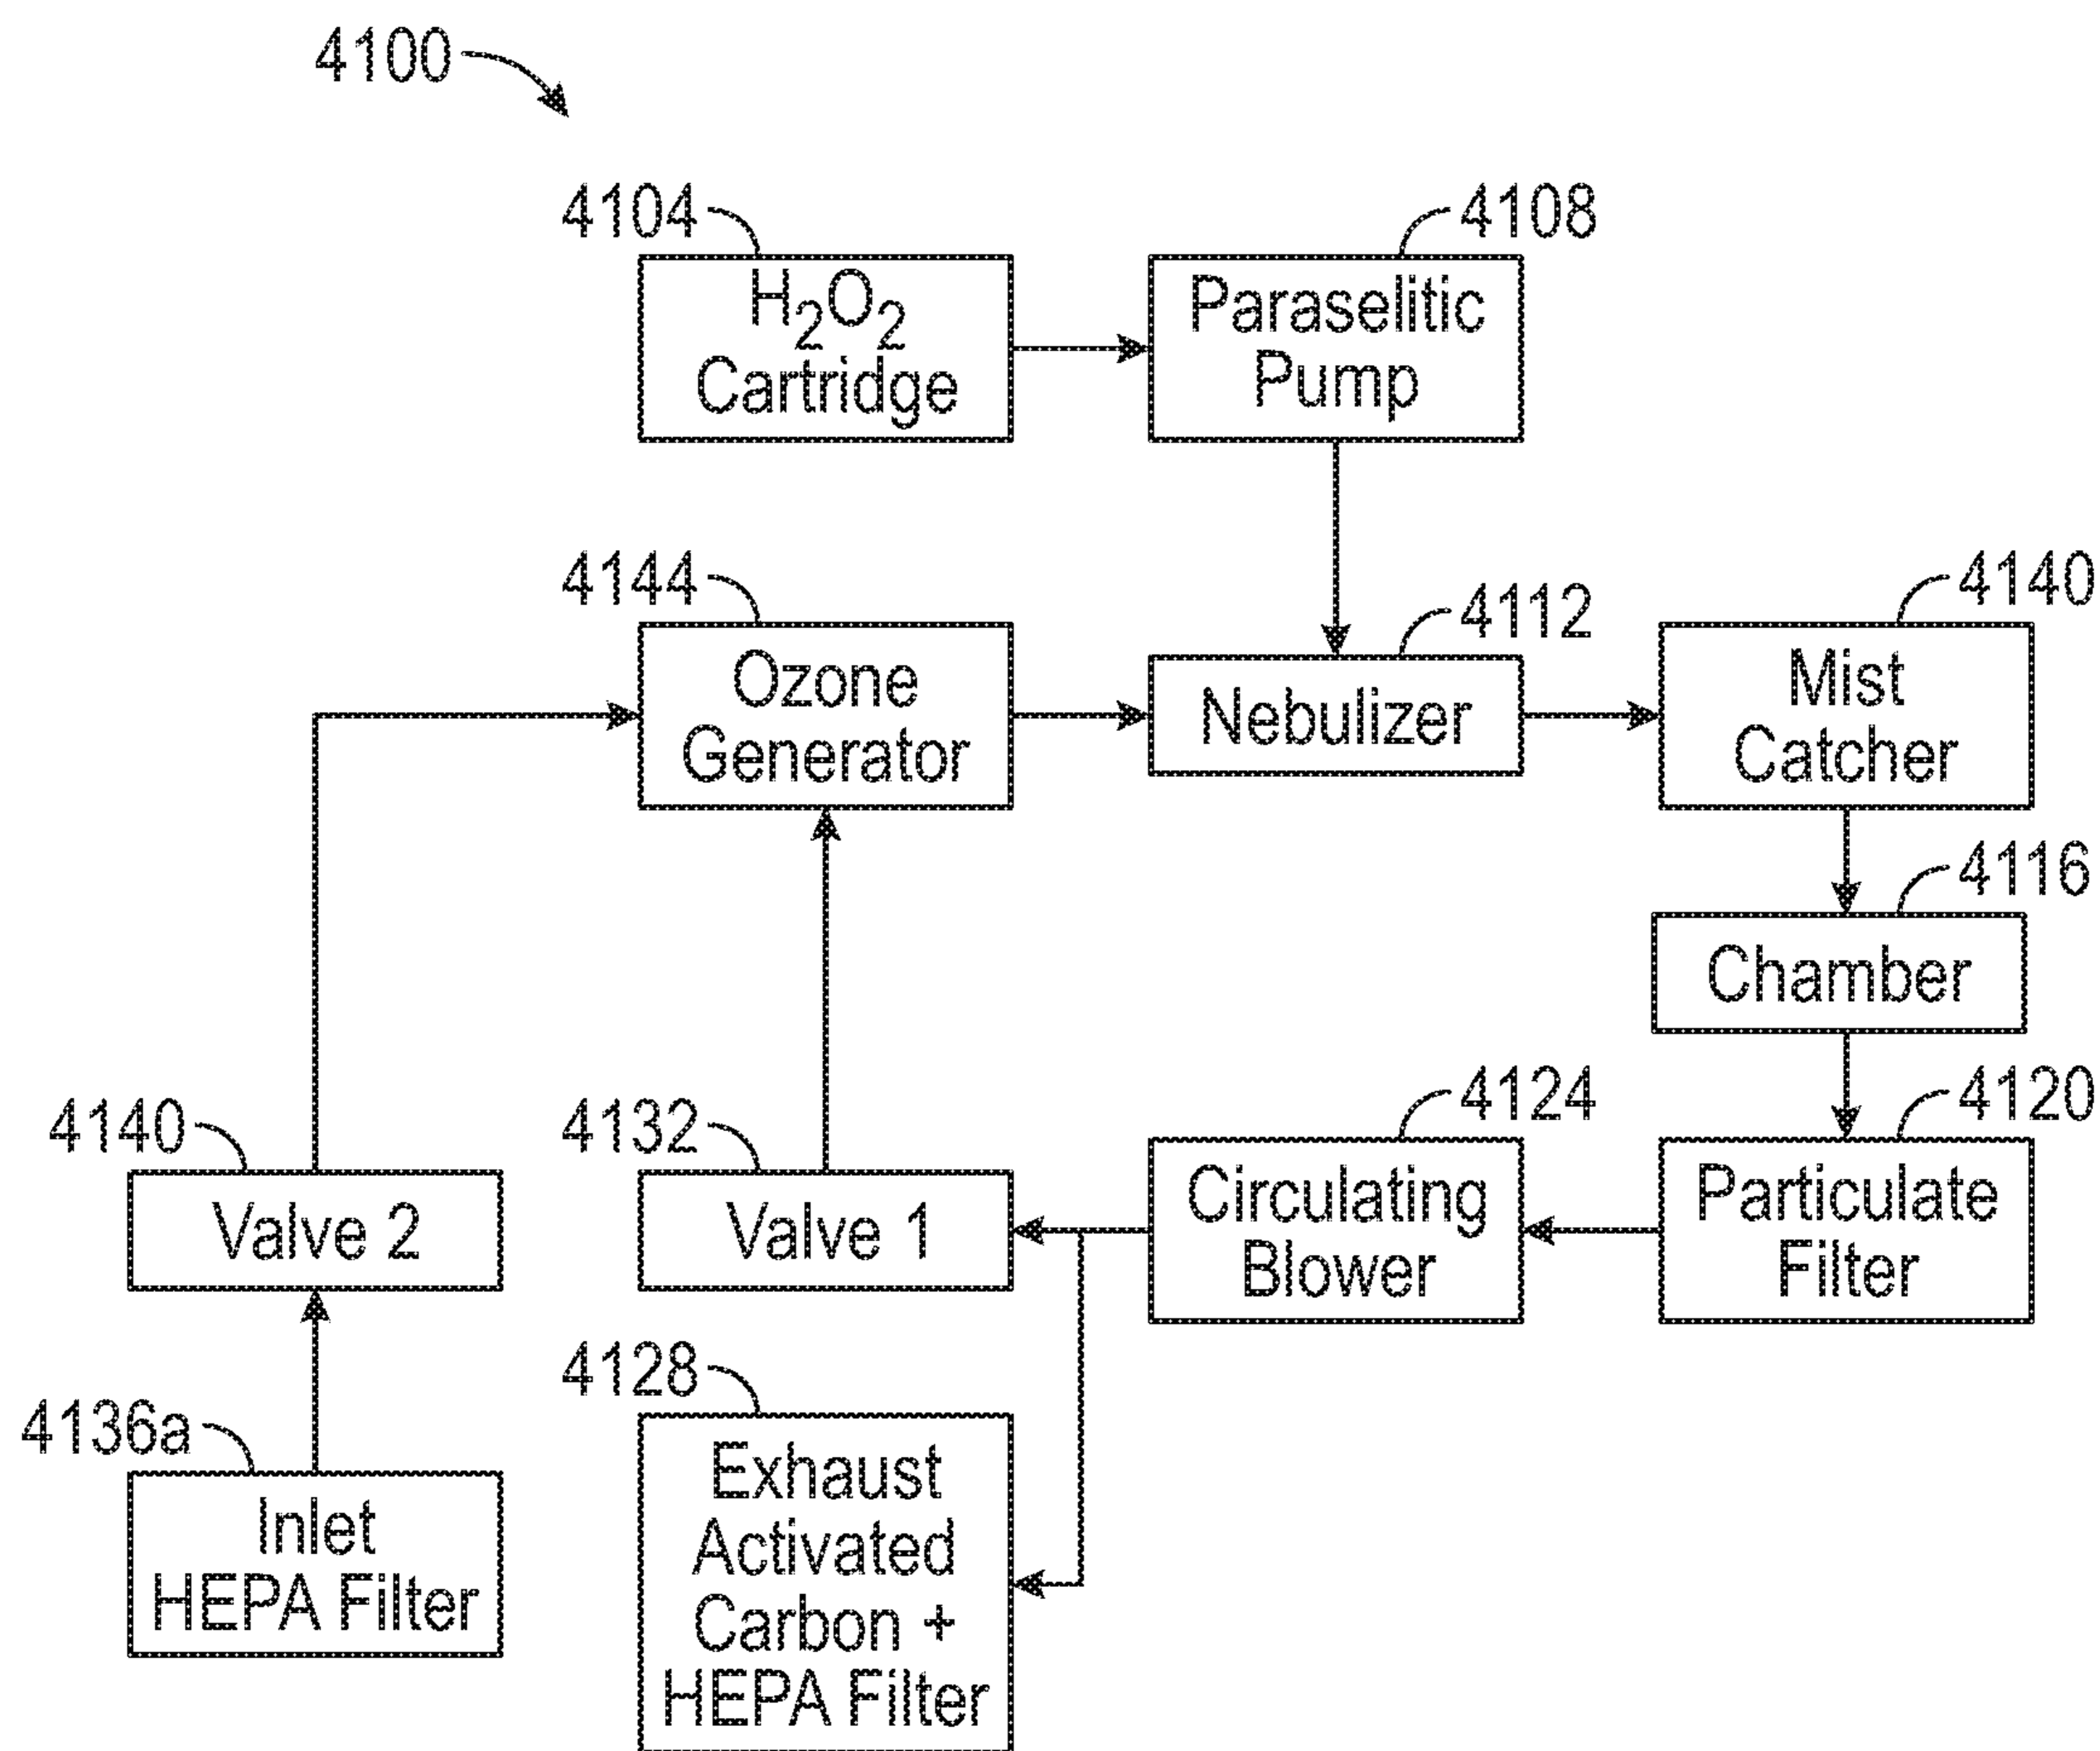 4100
4104
4108
H2O2
Cartridge
Paraselitic
Pump
4144
4112
4140
Ozone
Generator
Nebulizer
Mist
Catcher
4116
Chamber
4140
4132
4124
4120
Valve 2
Valve 1
Circulating
Blower
Particulate
Filter
4136a
4128
Inlet
HEPA Filter
Exhaust
Activated
Carbon +
HEPA Filter